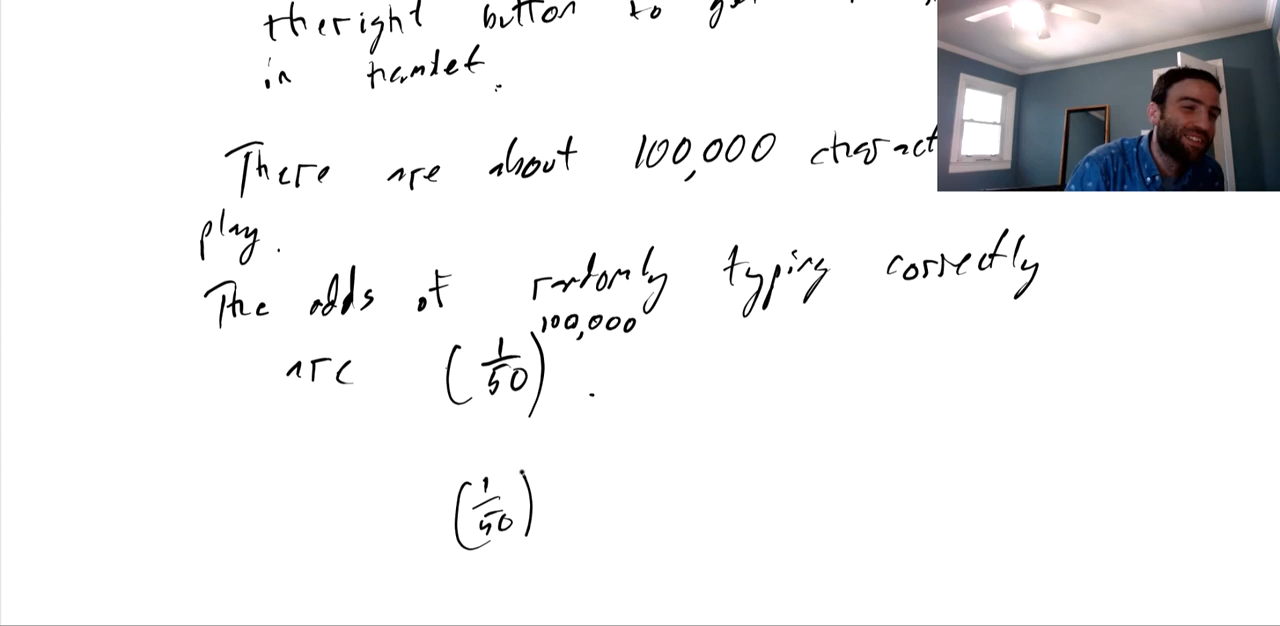 theright button to
in hamlet.
There are about 100,000 charact
play.
The odds of randomly typing correctly
100,000
are (1/50) .
(1/50)